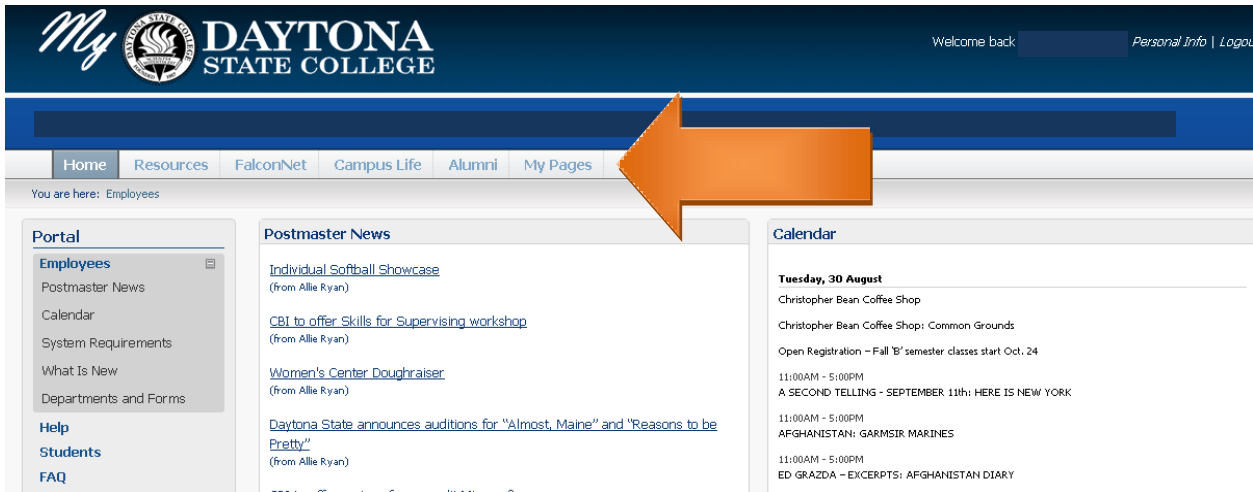 My DAYTONA
STATE COLLEGE
Welcome back
Personal Info | Logou
Home Resources FalconNet Campus Life Alumni My Pages
You are here: Employees
Portal
Employees
Postmaster News
Calendar
System Requirements
What Is New
Departments and Forms
Help
Students
FAQ
Postmaster News
Individual Softball Showcase
(from Allie Ryan)
CBI to offer Skills for Supervising workshop
(from Allie Ryan)
Women's Center Doughraiser
(from Allie Ryan)
Daytona State announces auditions for "Almost, Maine" and "Reasons to be
Pretty"
(from Allie Ryan)
Calendar
Tuesday, 30 August
Christopher Bean Coffee Shop
Christopher Bean Coffee Shop: Common Grounds
Open Registration – Fall 'B' semester classes start Oct. 24
11:00AM - 5:00PM
A SECOND TELLING - SEPTEMBER 11th: HERE IS NEW YORK
11:00AM - 5:00PM
AFGHANISTAN: GARMSIR MARINES
11:00AM - 5:00PM
ED GRAZDA – EXCERPTS: AFGHANISTAN DIARY